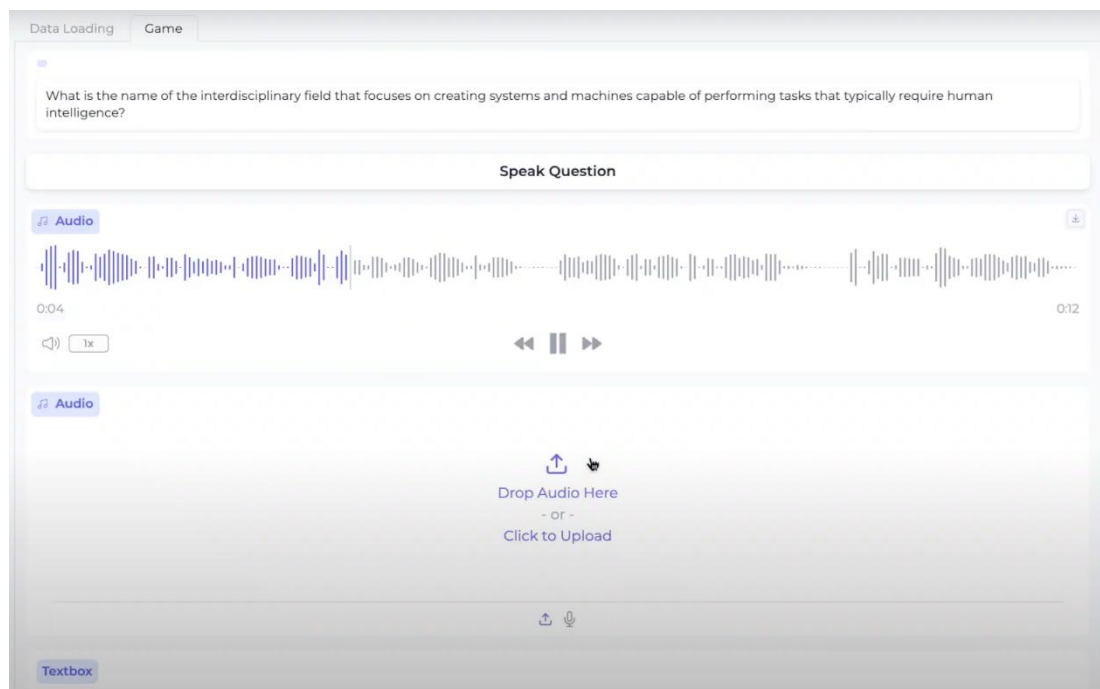 Data Loading
Game
What is the name of the interdisciplinary field that focuses on creating systems and machines capable of performing tasks that typically require human
intelligence?
Speak Question
Audio
0:04
0:12
1x
Audio
Drop Audio Here
- or -
Click to Upload
Textbox